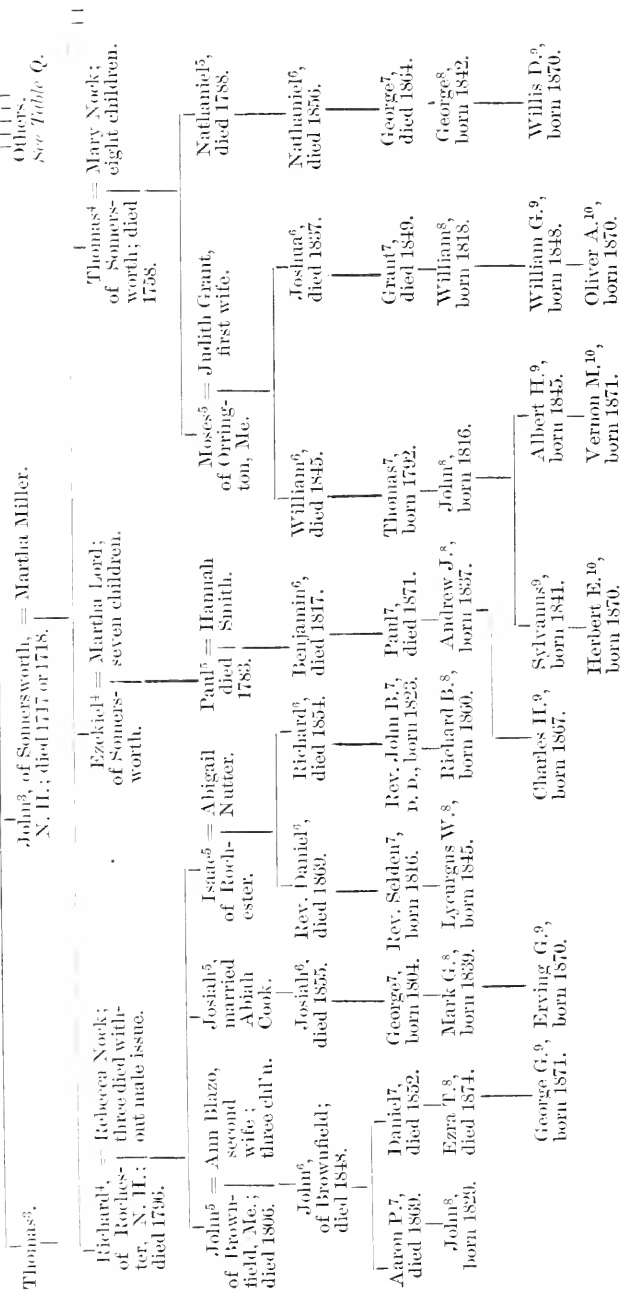 Others.
See Table Q.
Thomas³.
John³, of Somersworth, = Martha Miller.
N. H.; died 1717 or 1718.
Richard⁴, = Rebecca Nock;
of Roches- three died with-
ter, N. H.; out male issue.
died 1796.
Ezekiel⁴ = Martha Lord;
of Somers- seven children.
worth.
Thomas⁴ = Mary Nock;
of Somers- eight children.
worth; died
1758.
John⁵ = Ann Blazo,
of Brown- second
field, Me.; wife;
died 1806. three chl'n.
Josiah⁵,
married
Abiah
Cook.
Isaac⁵ = Abigail
of Roch- Nutter.
ester.
Paul⁵ = Hannah
died Smith.
1783.
Moses⁵ = Judith Grant,
of Orring- first wife.
ton, Me.
Nathaniel⁵,
died 1788.
John⁶,
of Brownfield;
died 1848.
Josiah⁶,
died 1855.
Rev. Daniel⁶,
died 1869.
Richard⁶,
died 1854.
Benjamin⁶,
died 1817.
William⁶,
died 1845.
Joshua⁶,
died 1837.
Nathaniel⁶,
died 1856.
Aaron P.⁷,
died 1869.
Daniel⁷,
died 1852.
George⁷,
born 1804.
Rev. Selden⁷,
born 1816.
Rev. John B.⁷,
D. D., born 1823.
Paul⁷,
died 1871.
Thomas⁷,
born 1792.
Grant⁷,
died 1849.
George⁷,
died 1864.
John⁸,
born 1829.
Ezra T.⁸,
died 1874.
Mark G.⁸,
born 1839.
Lycurgus W.⁸,
born 1845.
Richard B.⁸,
born 1860.
Andrew J.⁸,
born 1837.
John⁸,
born 1816.
William⁸,
born 1818.
George⁸,
born 1842.
George G.⁹,
born 1871.
Erving G.⁹,
born 1870.
Charles H.⁹,
born 1867.
Sylvanus⁹,
born 1841.
Albert H.⁹,
born 1845.
William G.⁹,
born 1848.
Willis D.⁹,
born 1870.
Herbert E.¹⁰,
born 1870.
Vernon M.¹⁰,
born 1871.
Oliver A.¹⁰,
born 1870.